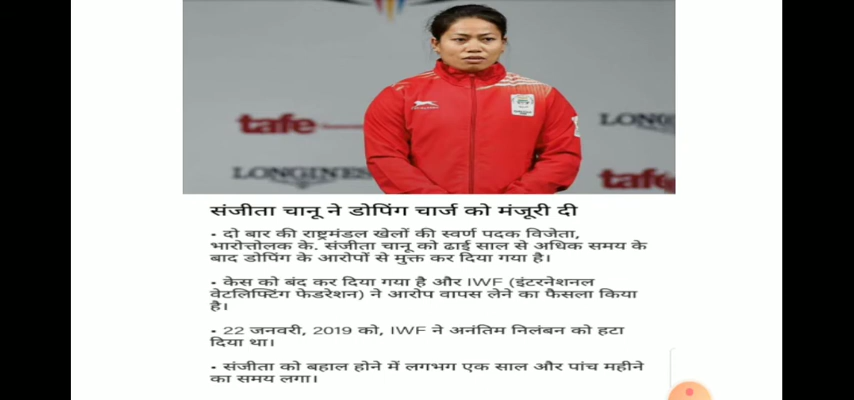 tafe
LONGINES
LONGINES
tafe
संजीता चानू ने डोपिंग चार्ज को मंजूरी दी
• दो बार की राष्ट्रमंडल खेलों की स्वर्ण पदक विजेता,
भारोत्तोलक के. संजीता चानू को ढाई साल से अधिक समय के
बाद डोपिंग के आरोपों से मुक्त कर दिया गया है।
• केस को बंद कर दिया गया है और IWF (इंटरनेशनल
वेटलिफ्टिंग फेडरेशन) ने आरोप वापस लेने का फैसला किया
है।
• 22 जनवरी, 2019 को, IWF ने अनंतिम निलंबन को हटा
दिया था।
• संजीता को बहाल होने में लगभग एक साल और पांच महीने
का समय लगा।